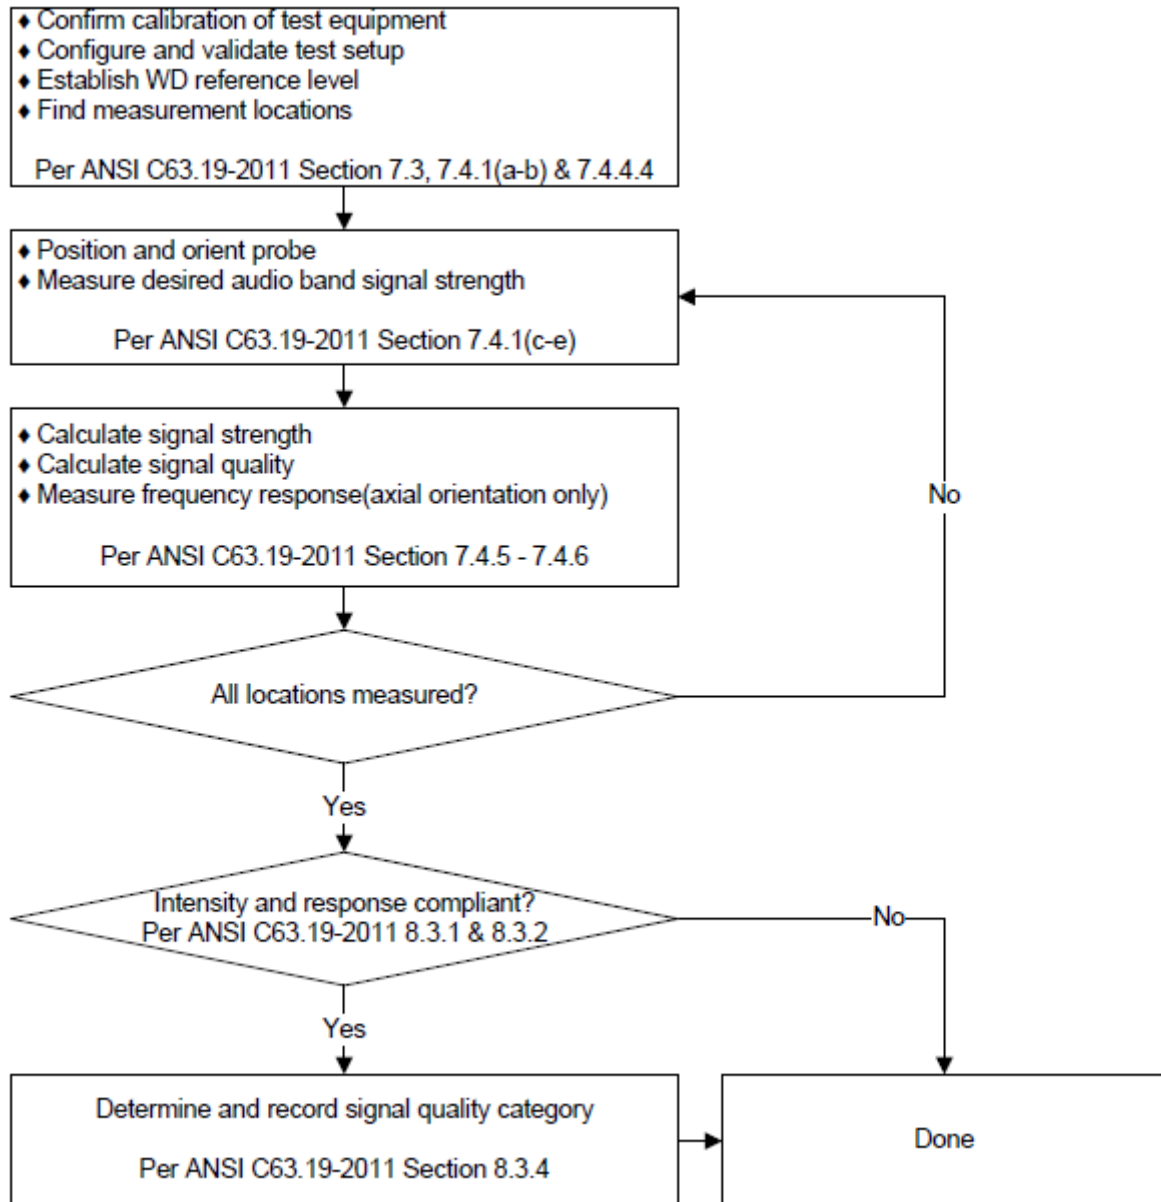 ♦ Confirm calibration of test equipment
♦ Configure and validate test setup
♦ Establish WD reference level
♦ Find measurement locations
Per ANSI C63.19-2011 Section 7.3, 7.4.1(a-b) & 7.4.4.4
♦ Position and orient probe
♦ Measure desired audio band signal strength
Per ANSI C63.19-2011 Section 7.4.1(c-e)
♦ Calculate signal strength
♦ Calculate signal quality
♦ Measure frequency response(axial orientation only)
Per ANSI C63.19-2011 Section 7.4.5 - 7.4.6
No
All locations measured?
Yes
Intensity and response compliant?
Per ANSI C63.19-2011 8.3.1 & 8.3.2
No
Yes
Determine and record signal quality category
Per ANSI C63.19-2011 Section 8.3.4
Done